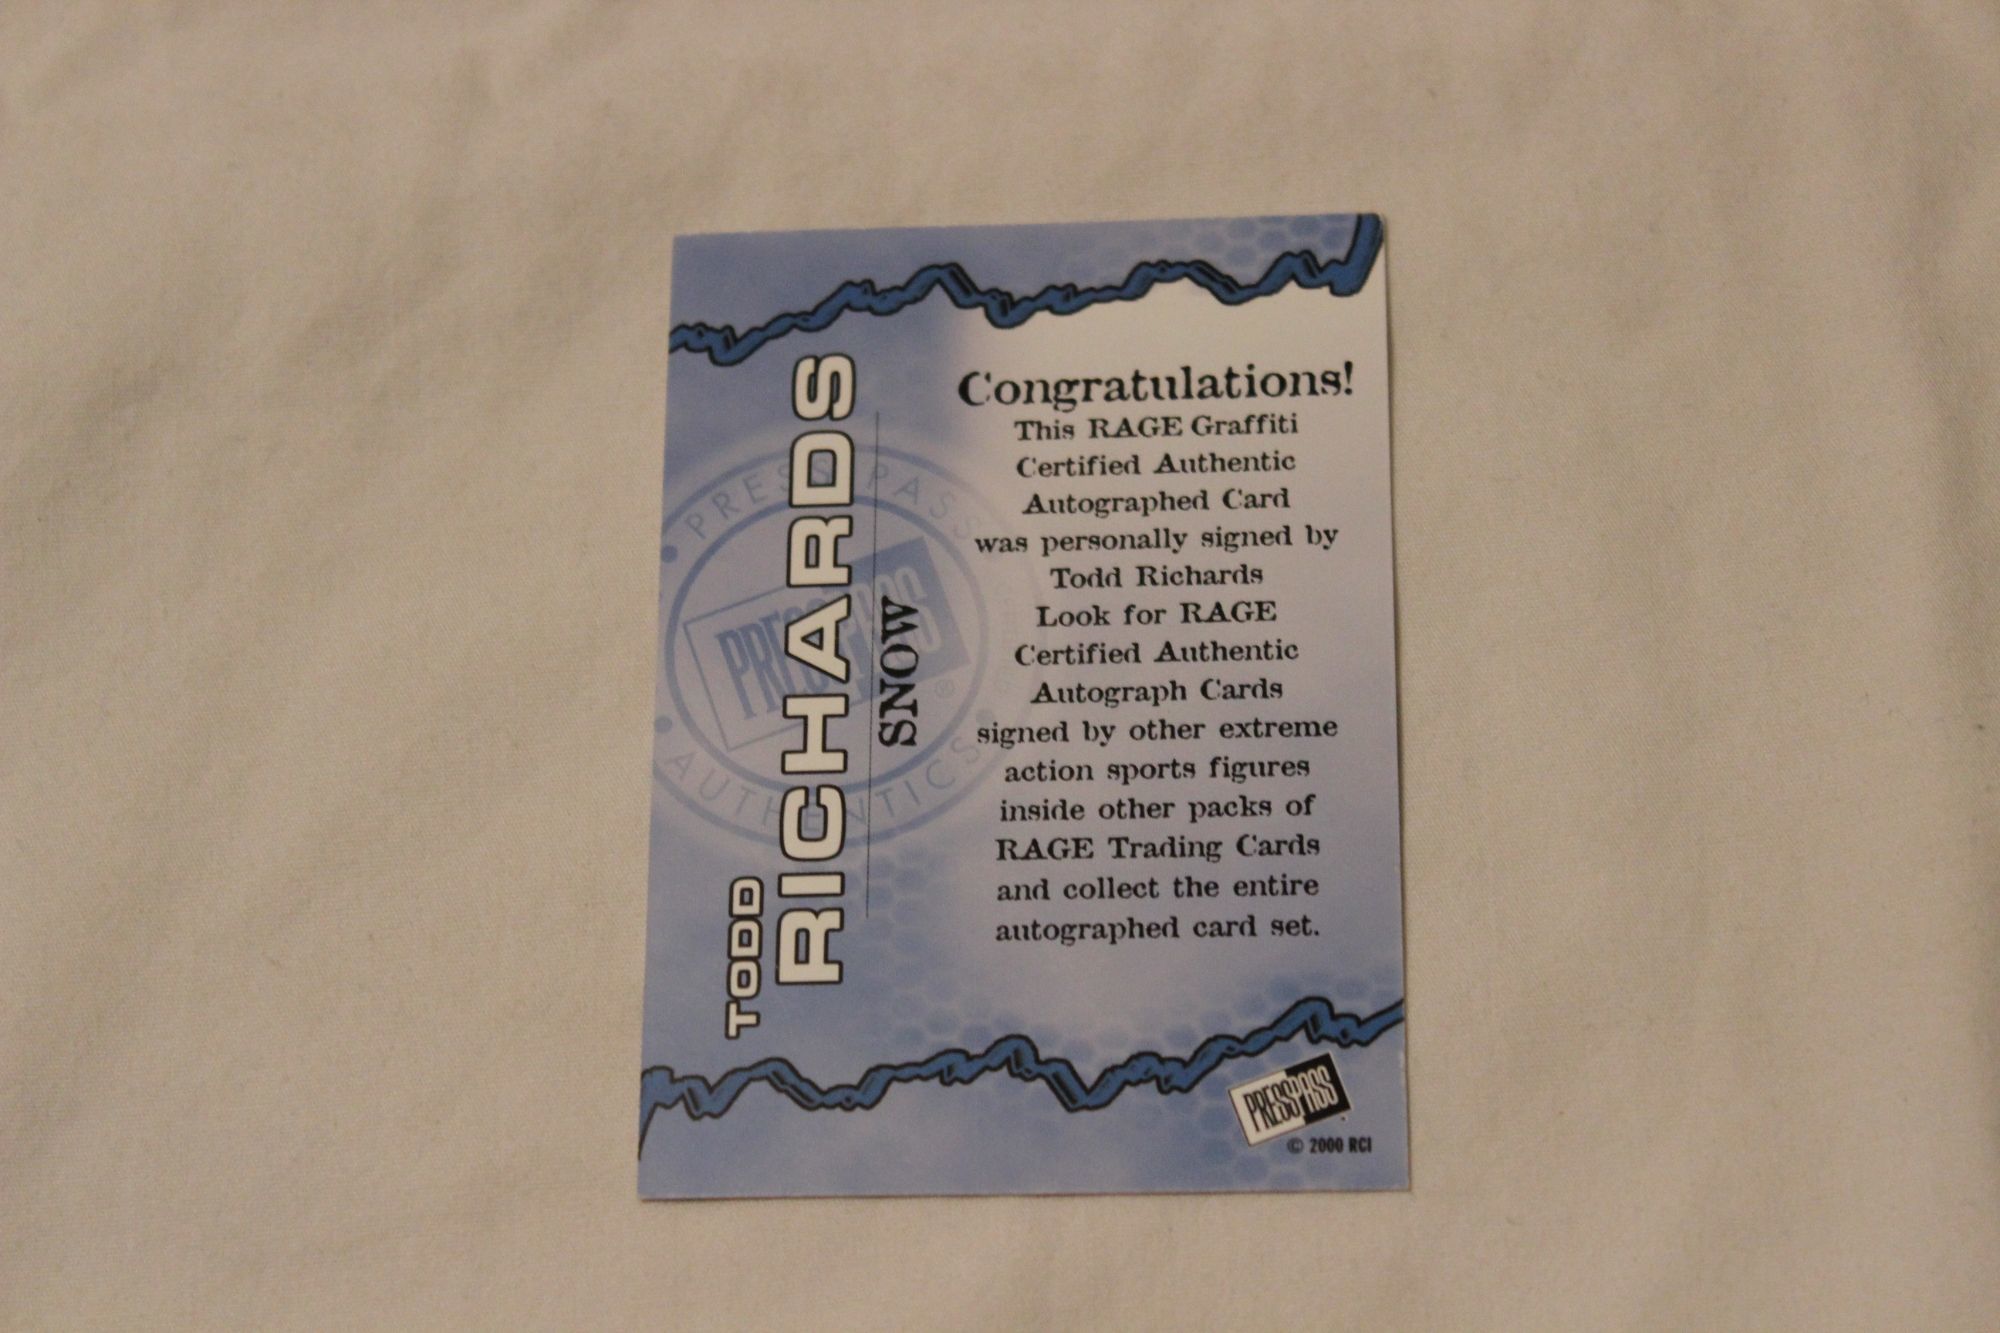 TODD
RICHARDS
SNOW
PRESS PASS
AUTHENTICS
PRESS PASS
®
Congratulations!
This RAGE Graffiti
Certified Authentic
Autographed Card
was personally signed by
Todd Richards
Look for RAGE
Certified Authentic
Autograph Cards
signed by other extreme
action sports figures
inside other packs of
RAGE Trading Cards
and collect the entire
autographed card set.
PRESS PASS
© 2000 RCI